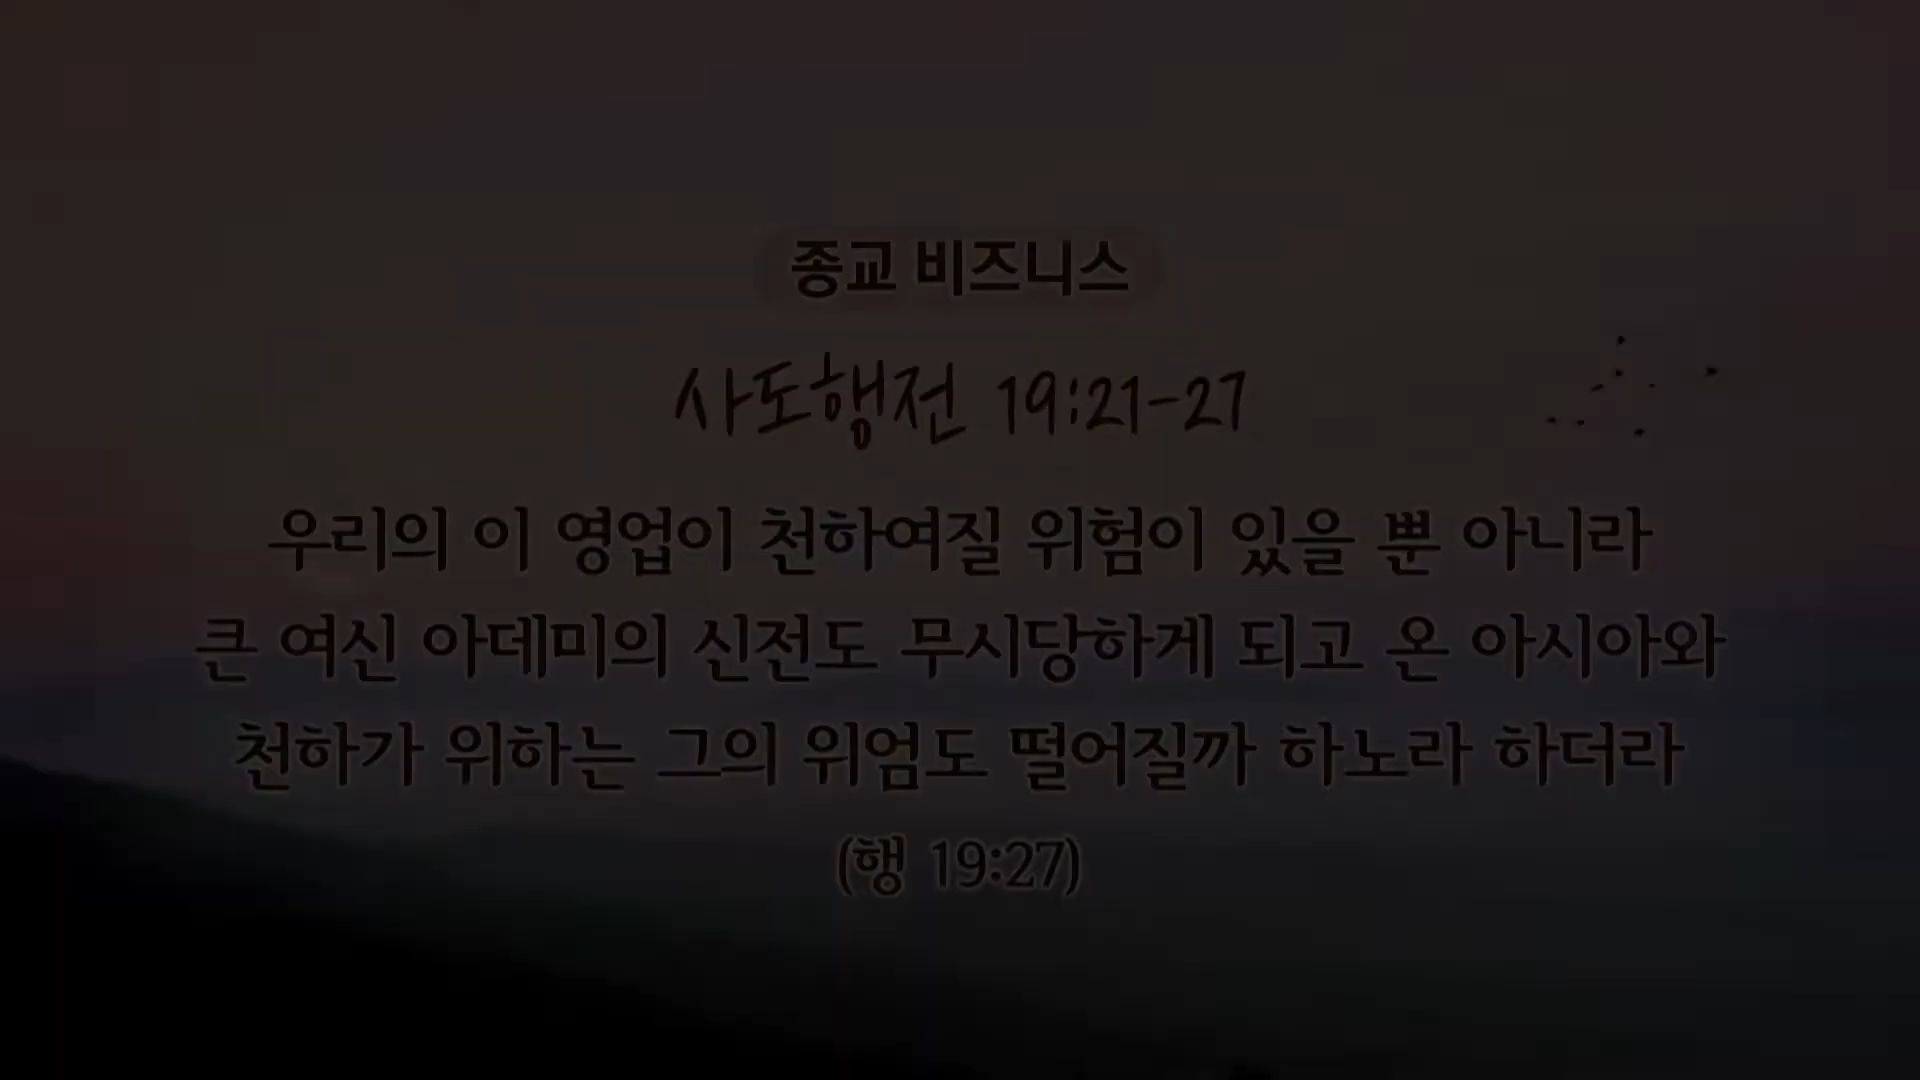 종교 비즈니스
사도행전 19:21-27
우리의 이 영업이 천하여질 위험이 있을 뿐 아니라
큰 여신 아데미의 신전도 무시당하게 되고 온 아시아와
천하가 위하는 그의 위엄도 떨어질까 하노라 하더라
(행 19:27)